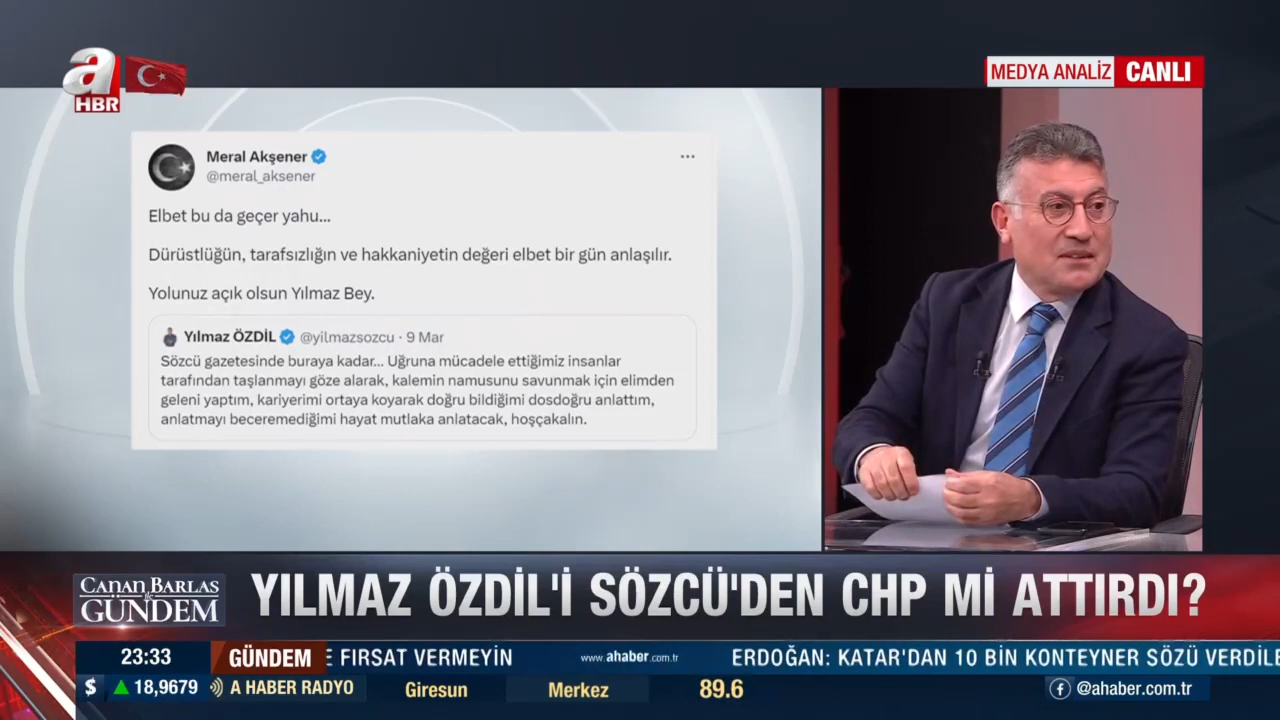 a
HBR
MEDYA ANALİZ CANLI
Meral Akşener
@meral_aksener
Elbet bu da geçer yahu...
Dürüstlüğün, tarafsızlığın ve hakkaniyetin değeri elbet bir gün anlaşılır.
Yolunuz açık olsun Yılmaz Bey.
Yılmaz ÖZDİL @yilmazsozcu · 9 Mar
Sözcü gazetesinde buraya kadar... Uğruna mücadele ettiğimiz insanlar
tarafından taşlanmayı göze alarak, kalemin namusunu savunmak için elimden
geleni yaptım, kariyerimi ortaya koyarak doğru bildiğimi dosdoğru anlattım,
anlatmayı beceremediğimi hayat mutlaka anlatacak, hoşçakalın.
CANAN BARLAS
ile
GÜNDEM
YILMAZ ÖZDİL'İ SÖZCÜ'DEN CHP Mİ ATTIRDI?
23:33 GÜNDEM E FIRSAT VERMEYİN www.ahaber.com.tr ERDOĞAN: KATAR'DAN 10 BİN KONTEYNER SÖZÜ VERDİLE
$ 18,9679 A HABER RADYO Giresun Merkez 89.6 @ahaber.com.tr